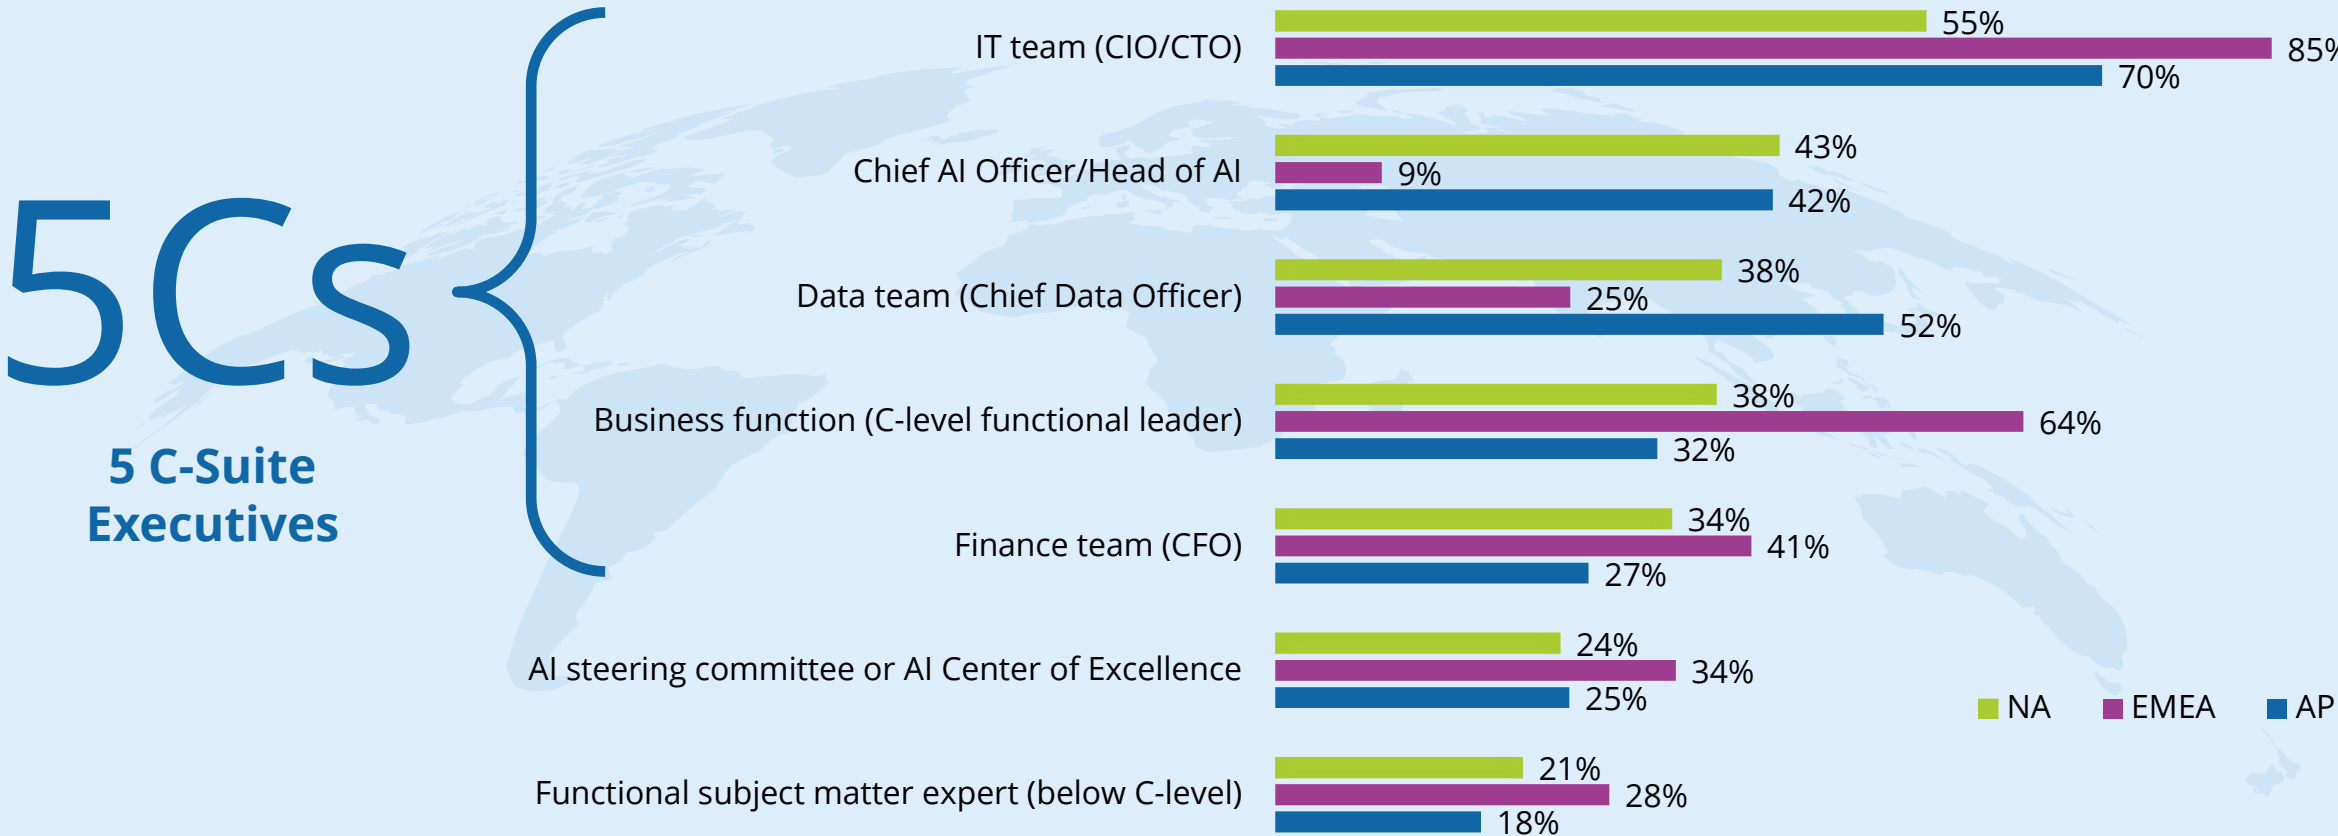 5Cs
5 C-Suite
Executives
IT team (CIO/CTO)
55%
85%
70%
Chief AI Officer/Head of AI
43%
9%
42%
Data team (Chief Data Officer)
38%
25%
52%
Business function (C-level functional leader)
38%
64%
32%
Finance team (CFO)
34%
41%
27%
AI steering committee or AI Center of Excellence
24%
34%
25%
Functional subject matter expert (below C-level)
21%
28%
18%
NA EMEA AP